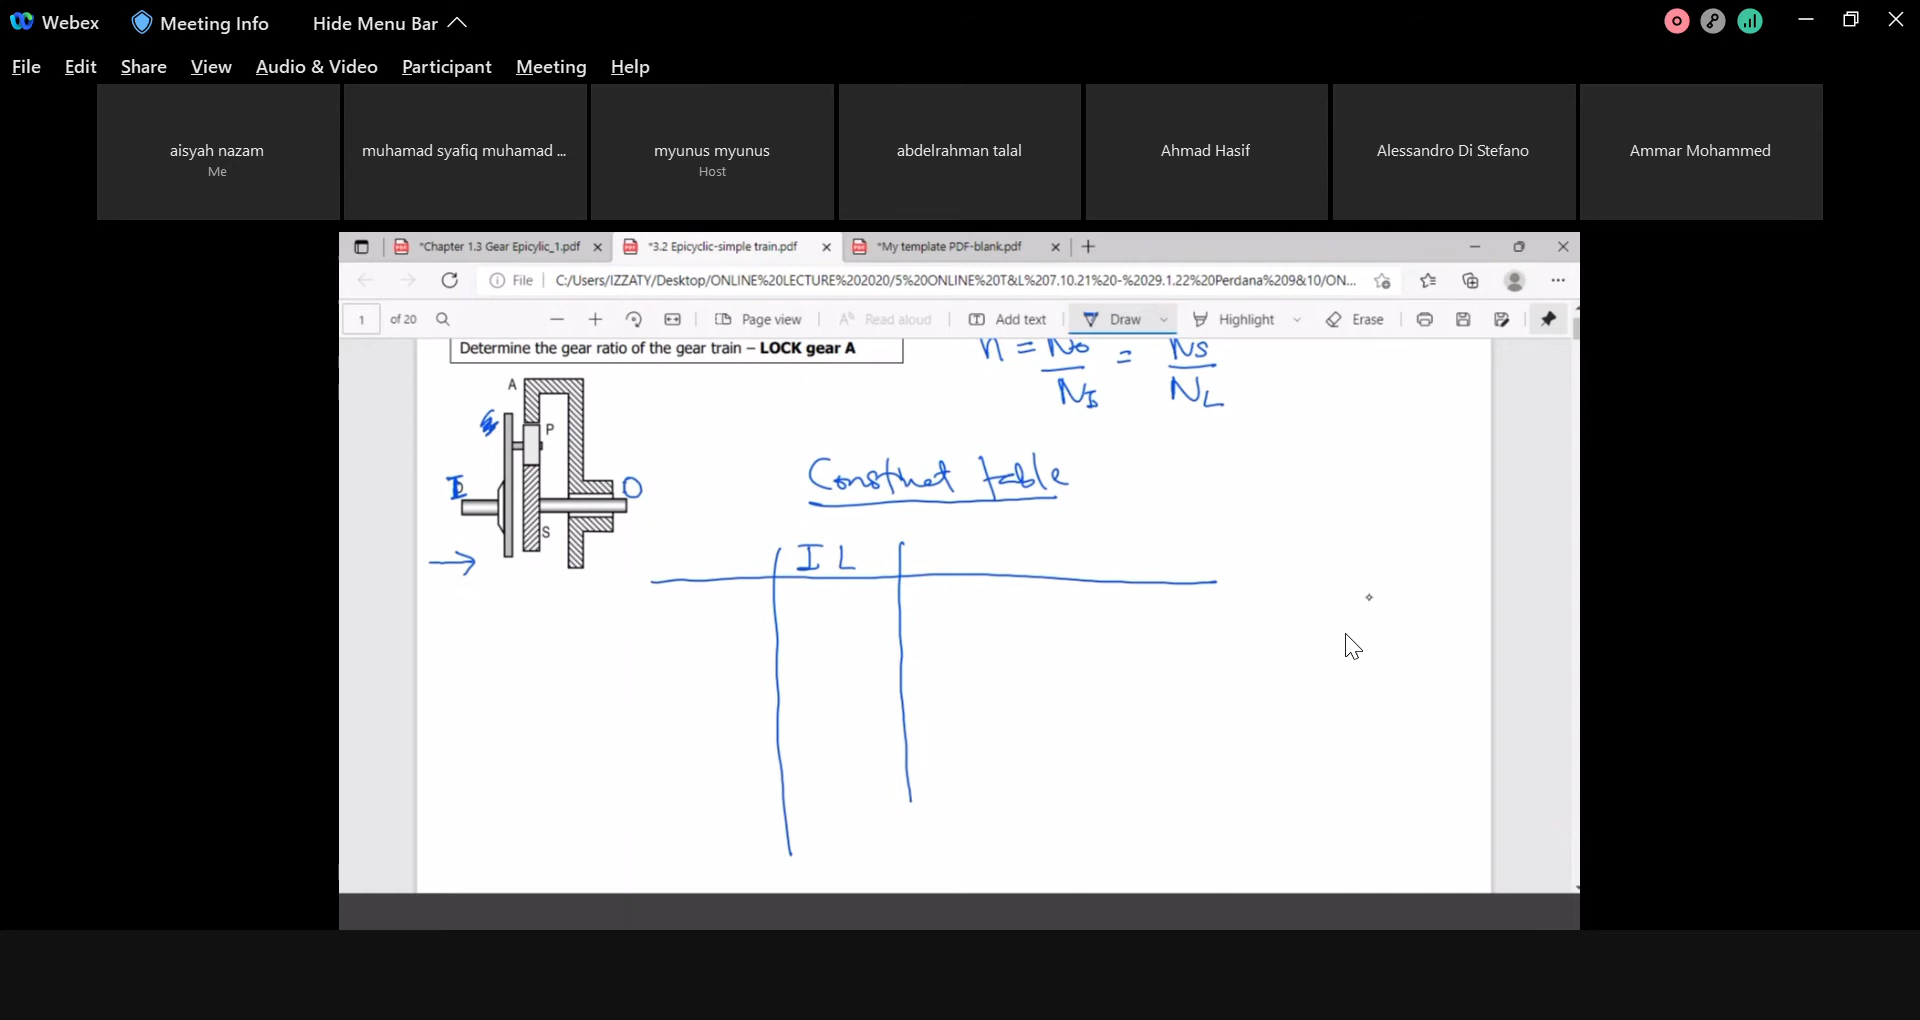 Webex Meeting Info Hide Menu Bar
File Edit Share View Audio & Video Participant Meeting Help
aisyah nazam
Me
muhamad syafiq muhamad ...
myunus myunus
Host
abdelrahman talal
Ahmad Hasif
Alessandro Di Stefano
Ammar Mohammed
*Chapter 1.3 Gear Epicylic_1.pdf
*3.2 Epicyclic-simple train.pdf
*My template PDF-blank.pdf
File C:/Users/IZZATY/Desktop/ONLINE%20LECTURE%202020/5%20ONLINE%20T&L%207.10.21%20-%2029.1.22%20Perdana%209&10/ON...
1 of 20 Page view Read aloud Add text Draw Highlight Erase
Determine the gear ratio of the gear train – LOCK gear A
n = No = Ns
NI NL
A
P
I O
S
Construct table
I L